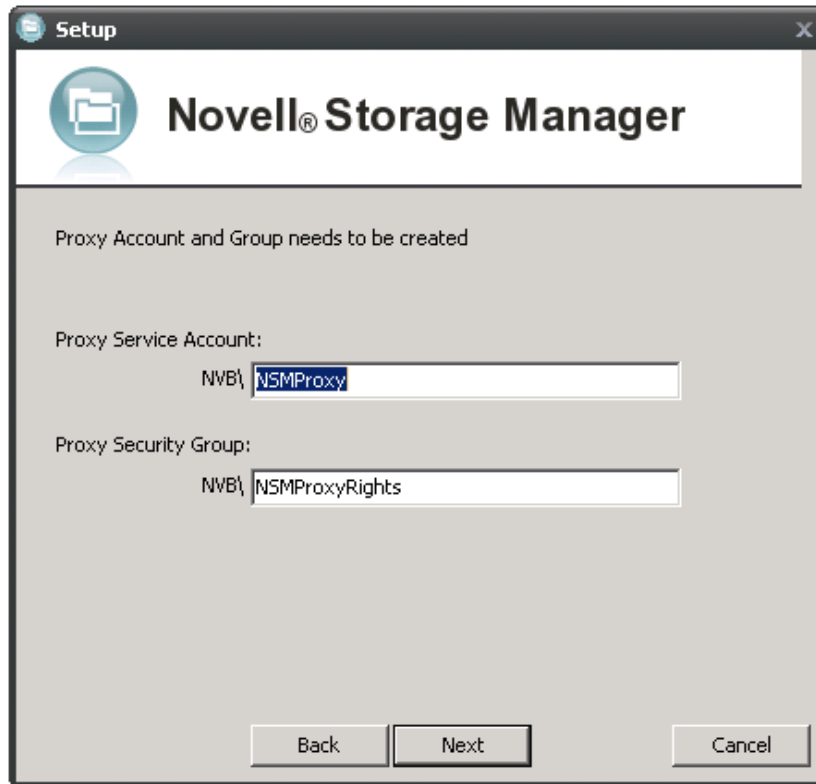 Setup
Novell® Storage Manager
Proxy Account and Group needs to be created
Proxy Service Account:
NVB\ NSMProxy
Proxy Security Group:
NVB\ NSMProxyRights
Back Next Cancel